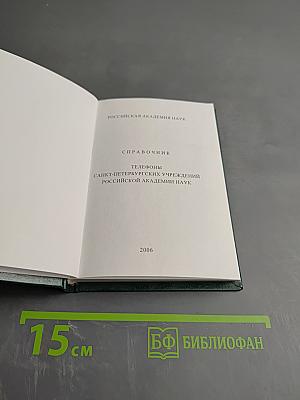 РОССИЙСКАЯ АКАДЕМИЯ НАУК
СПРАВОЧНИК
ТЕЛЕФОНЫ
САНКТ-ПЕТЕРБУРГСКИХ УЧРЕЖДЕНИЙ
РОССИЙСКОЙ АКАДЕМИИ НАУК
2006
15 см
БФ БИБЛИОФАН